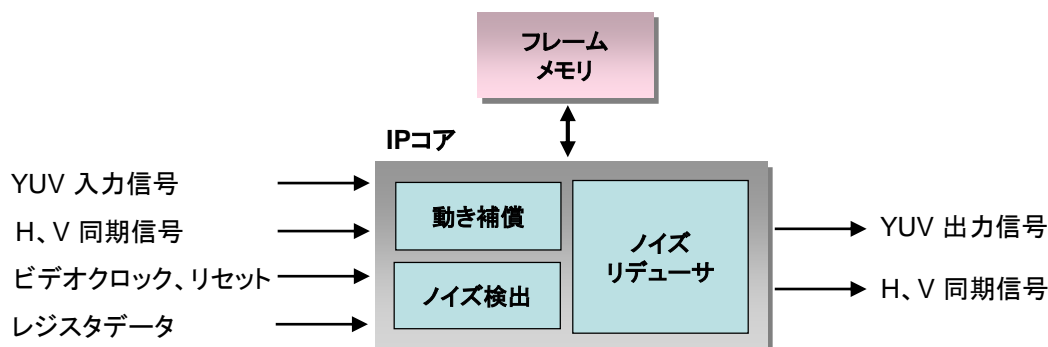 フレーム
メモリ
IPコア
YUV 入力信号
H、V 同期信号
ビデオクロック、リセット
レジスタデータ
動き補償
ノイズ検出
ノイズ
リデューサ
YUV 出力信号
H、V 同期信号